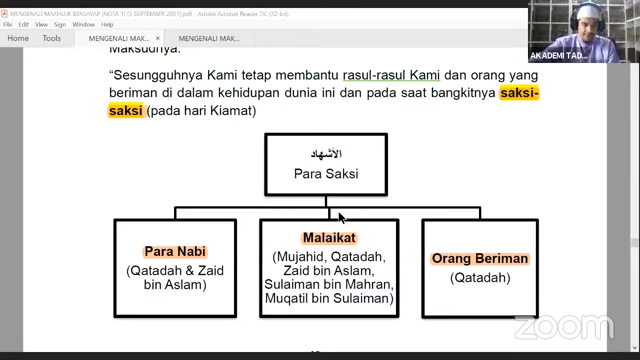 MENGENALI MAKHLUK BERSAYAP (NOTA 1) (5 SEPTEMBER 2021).pdf - Adobe Acrobat Reader DC (32-bit)
File Edit View Sign Window Help
Home Tools MENGENALI MAK... × MENGENALI MAK...
Maksudnya:
“Sesungguhnya Kami tetap membantu rasul-rasul Kami dan orang yang
beriman di dalam kehidupan dunia ini dan pada saat bangkitnya saksi-
saksi (pada hari Kiamat)
الأشهاد
Para Saksi
Para Nabi
(Qatadah & Zaid
bin Aslam)
Malaikat
(Mujahid, Qatadah,
Zaid bin Aslam,
Sulaiman bin Mahran,
Muqatil bin Sulaiman)
Orang Beriman
(Qatadah)
AKADEMI TAD...
zoom